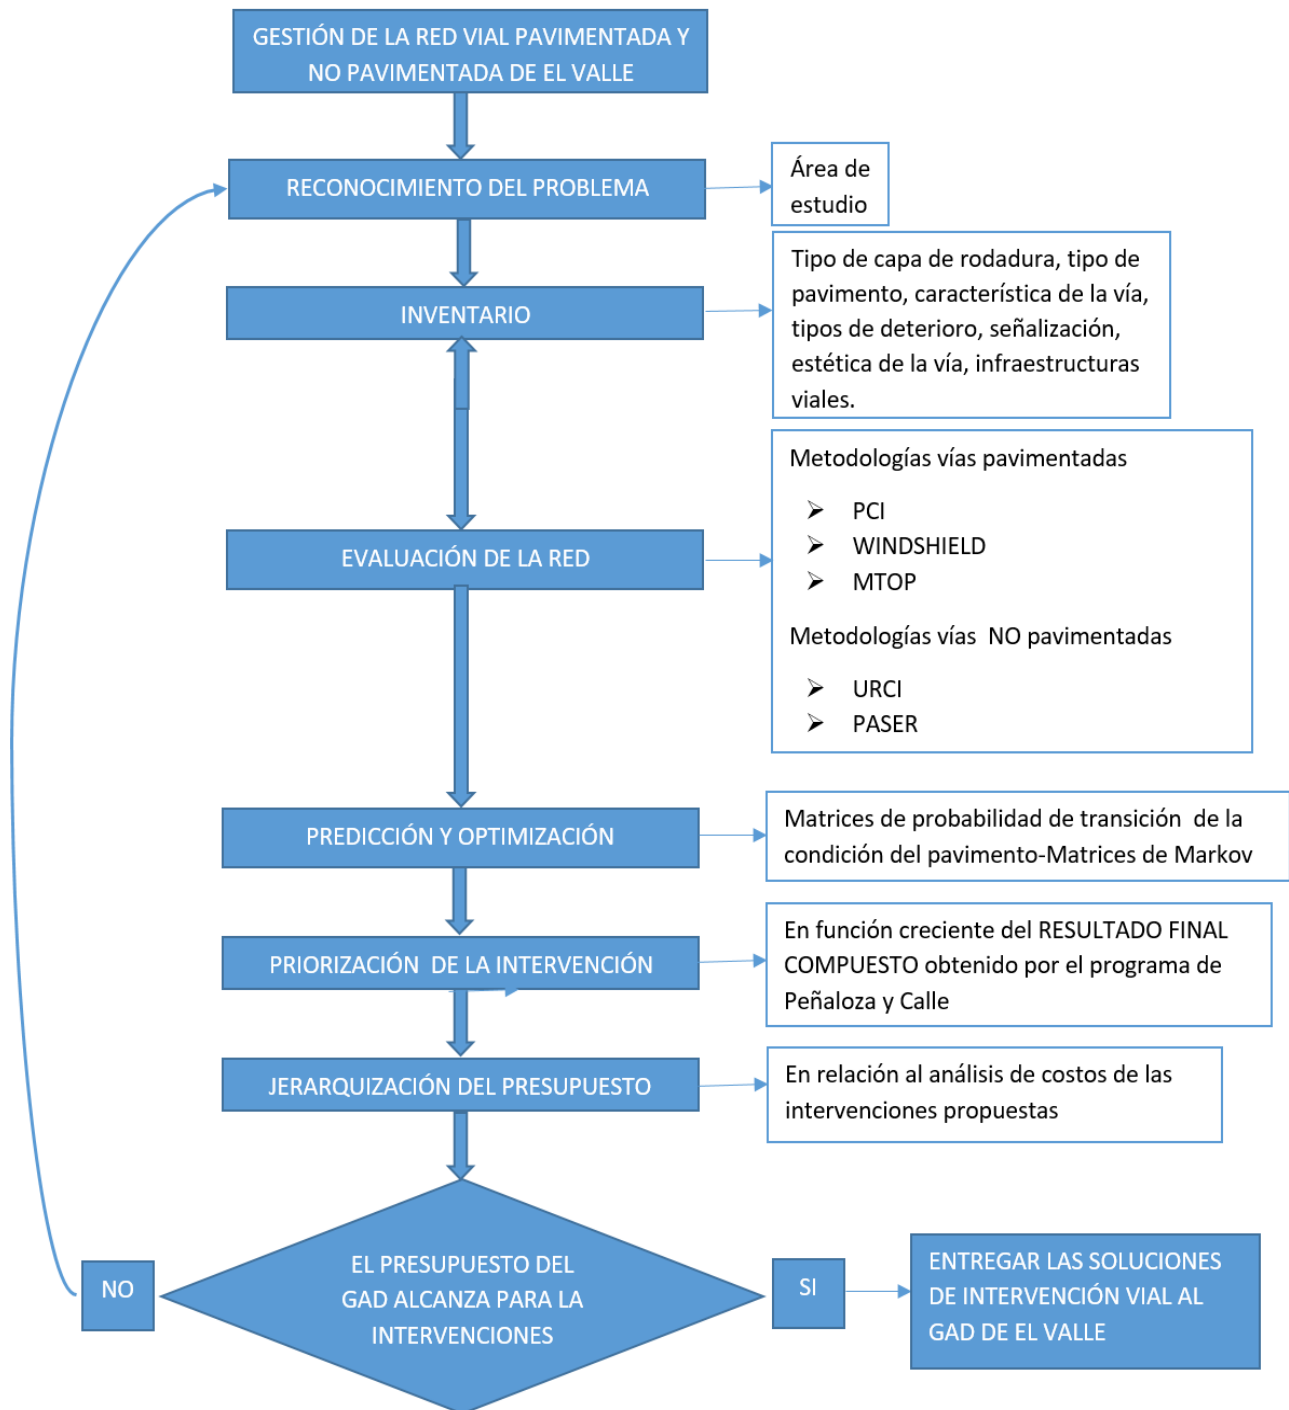 GESTIÓN DE LA RED VIAL PAVIMENTADA Y
NO PAVIMENTADA DE EL VALLE
RECONOCIMIENTO DEL PROBLEMA
Área de
estudio
INVENTARIO
Tipo de capa de rodadura, tipo de
pavimento, característica de la vía,
tipos de deterioro, señalización,
estética de la vía, infraestructuras
viales.
EVALUACIÓN DE LA RED
Metodologías vías pavimentadas
➢ PCI
➢ WINDSHIELD
➢ MTOP
Metodologías vías  NO pavimentadas
➢ URCI
➢ PASER
PREDICCIÓN Y OPTIMIZACIÓN
Matrices de probabilidad de transición  de la
condición del pavimento-Matrices de Markov
PRIORIZACIÓN  DE LA INTERVENCIÓN
En función creciente del RESULTADO FINAL
COMPUESTO obtenido por el programa de
Peñaloza y Calle
JERARQUIZACIÓN DEL PRESUPUESTO
En relación al análisis de costos de las
intervenciones propuestas
NO
EL PRESUPUESTO DEL
GAD ALCANZA PARA LA
INTERVENCIONES
SI
ENTREGAR LAS SOLUCIONES
DE INTERVENCIÓN VIAL AL
GAD DE EL VALLE